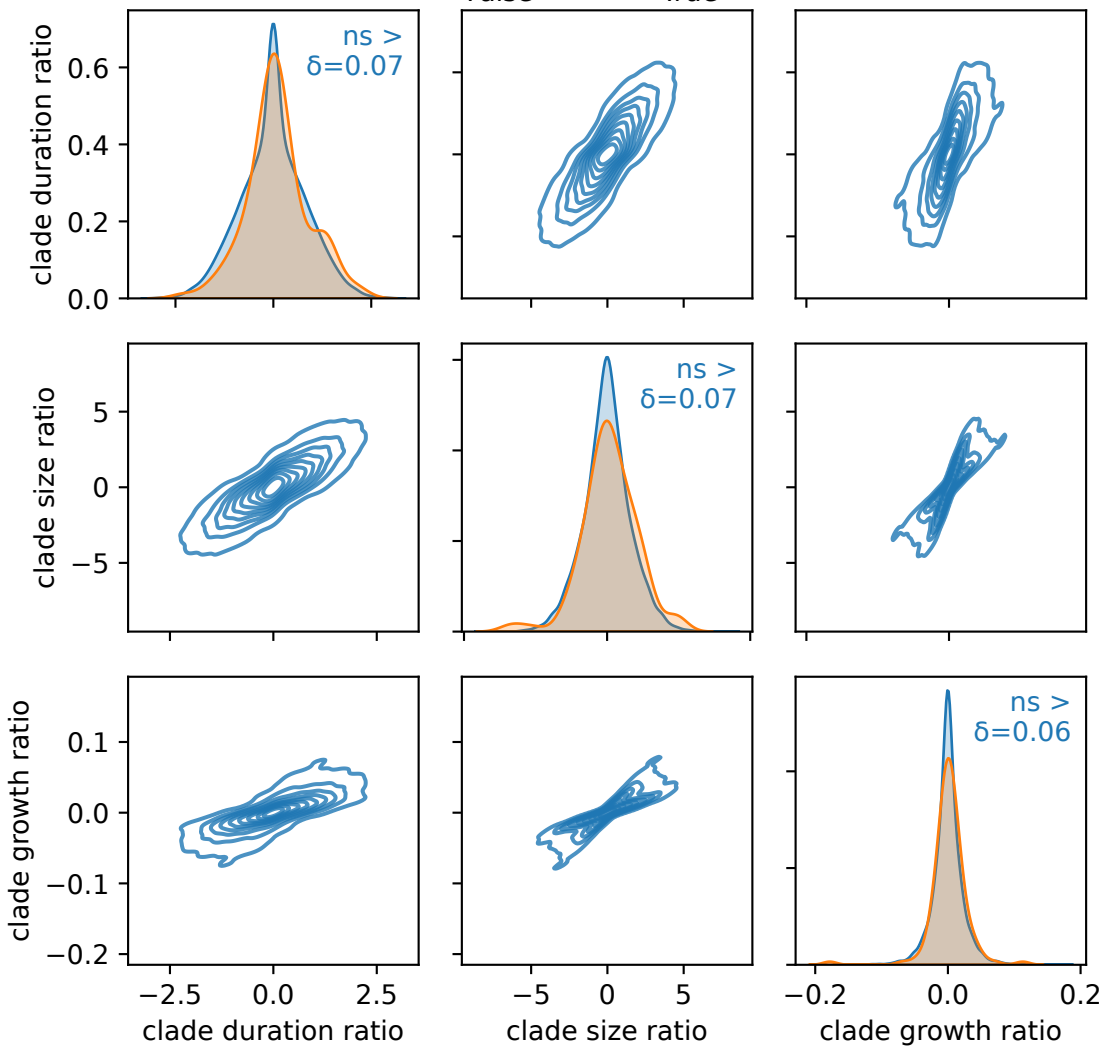 clade duration ratio
0.6
0.4
0.2
0.0
ns >
δ=0.07
clade size ratio
5
0
−5
ns >
δ=0.07
clade growth ratio
0.1
0.0
−0.1
−0.2
ns >
δ=0.06
−2.5 0.0 2.5
−5 0 5
−0.2 0.0 0.2
clade duration ratio
clade size ratio
clade growth ratio